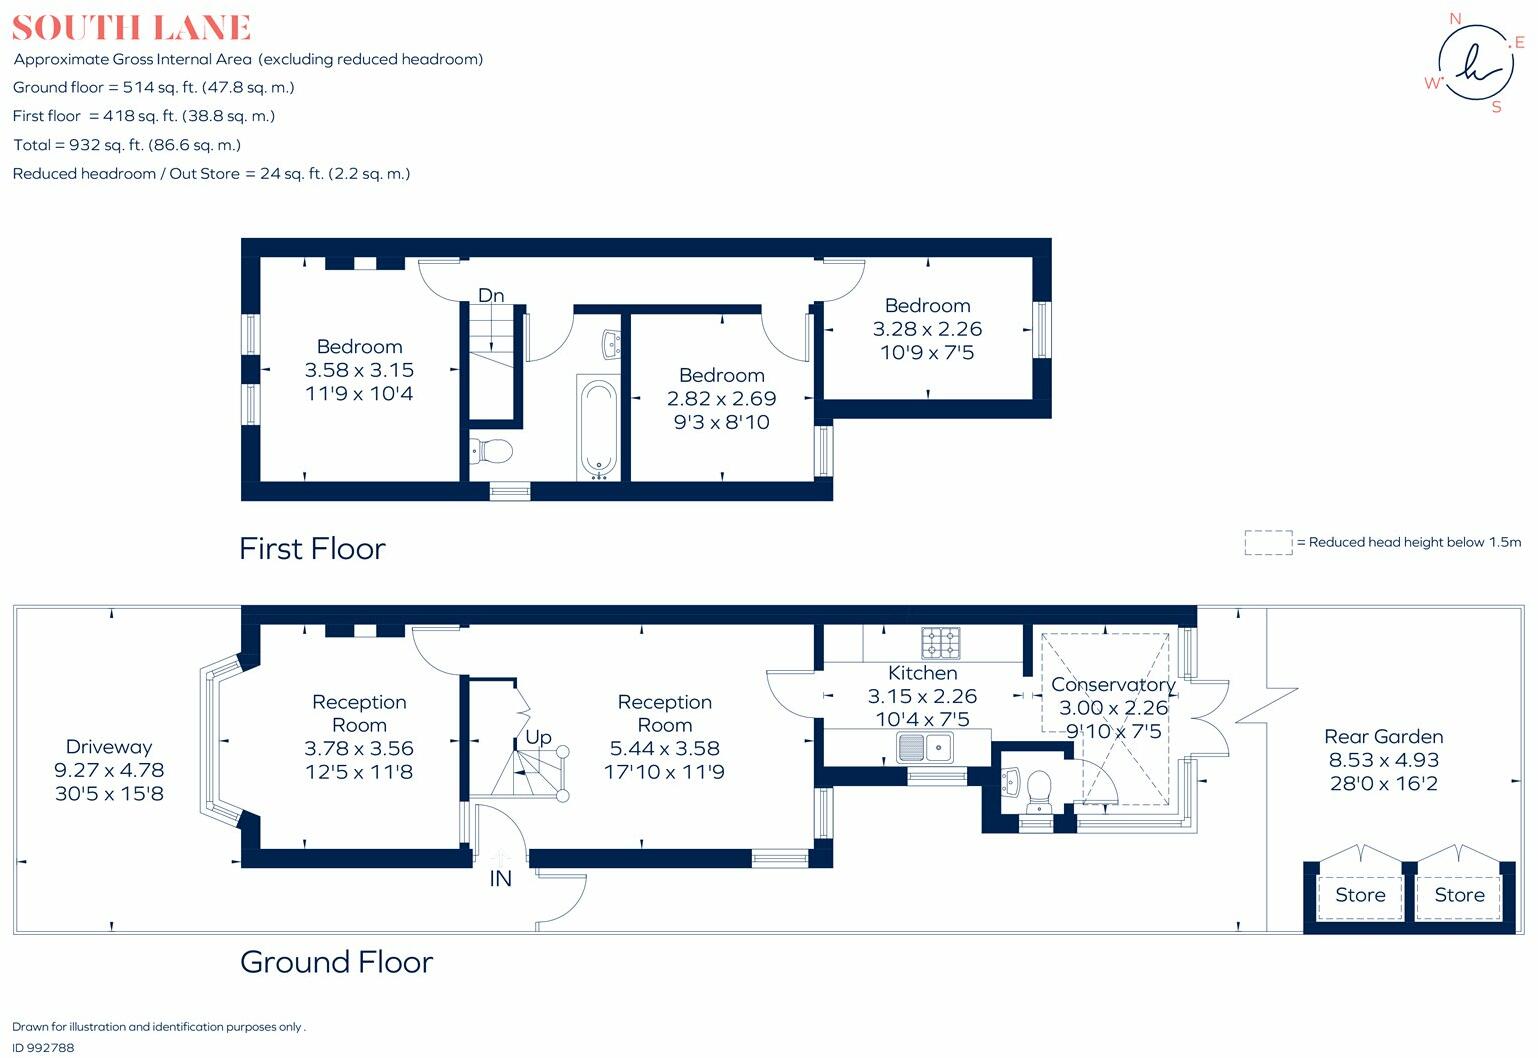 SOUTH LANE
Approximate Gross Internal Area (excluding reduced headroom)
Ground floor = 514 sq. ft. (47.8 sq. m.)
First floor = 418 sq. ft. (38.8 sq. m.)
Total = 932 sq. ft. (86.6 sq. m.)
Reduced headroom / Out Store = 24 sq. ft. (2.2 sq. m.)
N
E
W
S
h
Dn
Bedroom
3.58 x 3.15
11'9 x 10'4
Bedroom
2.82 x 2.69
9'3 x 8'10
Bedroom
3.28 x 2.26
10'9 x 7'5
First Floor
= Reduced head height below 1.5m
Driveway
9.27 x 4.78
30'5 x 15'8
Reception
Room
3.78 x 3.56
12'5 x 11'8
Up
Reception
Room
5.44 x 3.58
17'10 x 11'9
Kitchen
3.15 x 2.26
10'4 x 7'5
Conservatory
3.00 x 2.26
9'10 x 7'5
Rear Garden
8.53 x 4.93
28'0 x 16'2
IN
Store
Store
Ground Floor
Drawn for illustration and identification purposes only.
ID 992788